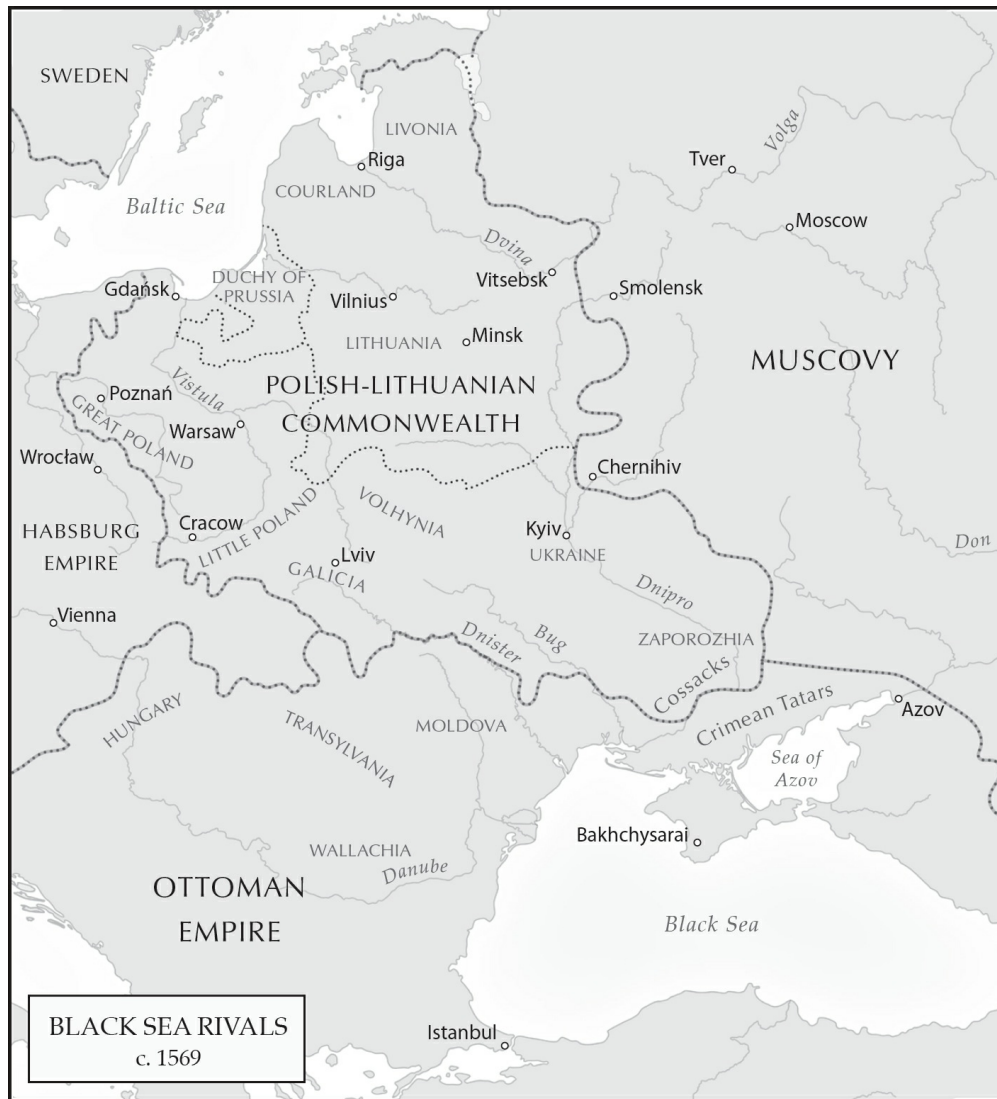 SWEDEN
LIVONIA
Riga
COURLAND
Baltic Sea
Volga
Tver
Moscow
Dvina
Vitsebsk
Smolensk
DUCHY OF
PRUSSIA
Gdańsk
Vilnius
LITHUANIA
Minsk
MUSCOVY
POLISH-LITHUANIAN
COMMONWEALTH
Vistula
Poznań
GREAT POLAND
Warsaw
Wrocław
Chernihiv
VOLHYNIA
Cracow
LITTLE POLAND
HABSBURG
EMPIRE
Kyiv
UKRAINE
Don
Lviv
GALICIA
Vienna
Dnipro
Dnister
Bug
ZAPOROZHIA
Cossacks
Crimean Tatars
Azov
HUNGARY
TRANSYLVANIA
MOLDOVA
Sea of
Azov
Bakhchysarai
WALLACHIA
Danube
OTTOMAN
EMPIRE
Black Sea
BLACK SEA RIVALS
c. 1569
Istanbul